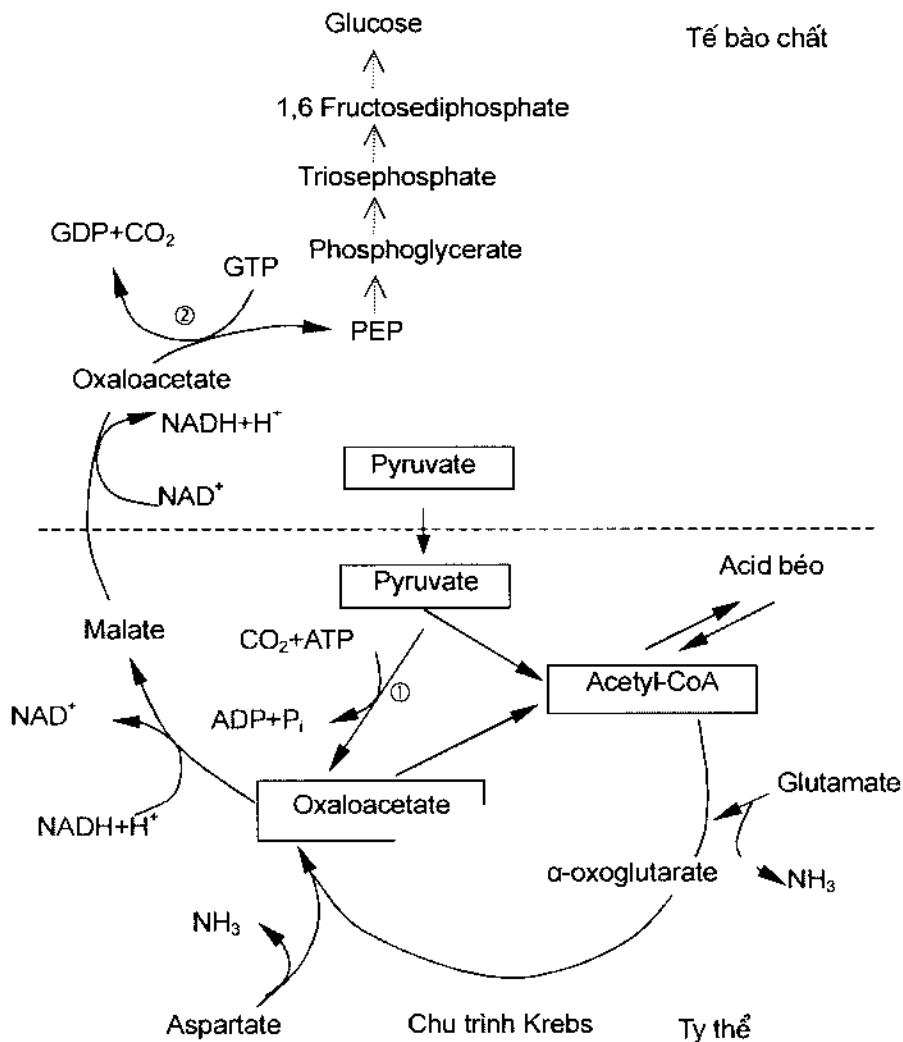 Glucose
Tế bào chất
1,6 Fructosediphosphate
Triosephosphate
GDP+CO₂
Phosphoglycerate
GTP
②
PEP
Oxaloacetate
NADH+H⁺
Pyruvate
NAD⁺
Pyruvate
Acid béo
Malate
CO₂+ATP
Acetyl-CoA
①
NAD⁺
ADP+Pᵢ
Glutamate
Oxaloacetate
NADH+H⁺
α-oxoglutarate
NH₃
NH₃
Aspartate
Chu trình Krebs
Ty thể